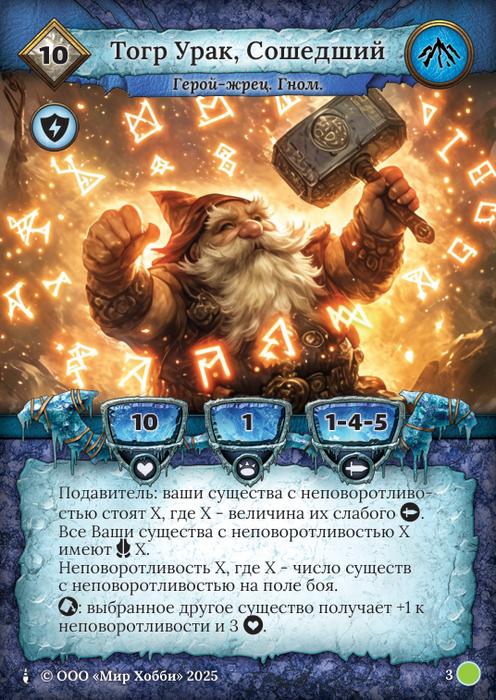 10
Тогр Урак, Сошедший
Герой-жрец. Гном.
10
1
1-4-5
Подавитель: ваши существа с неповоротливо-
стью стоят X, где X - величина их слабого .
Все Ваши существа с неповоротливостью X
имеют X.
Неповоротливость X, где X - число существ
с неповоротливостью на поле боя.
: выбранное другое существо получает +1 к
неповоротливости и 3 .
© ООО «Мир Хобби» 2025
3